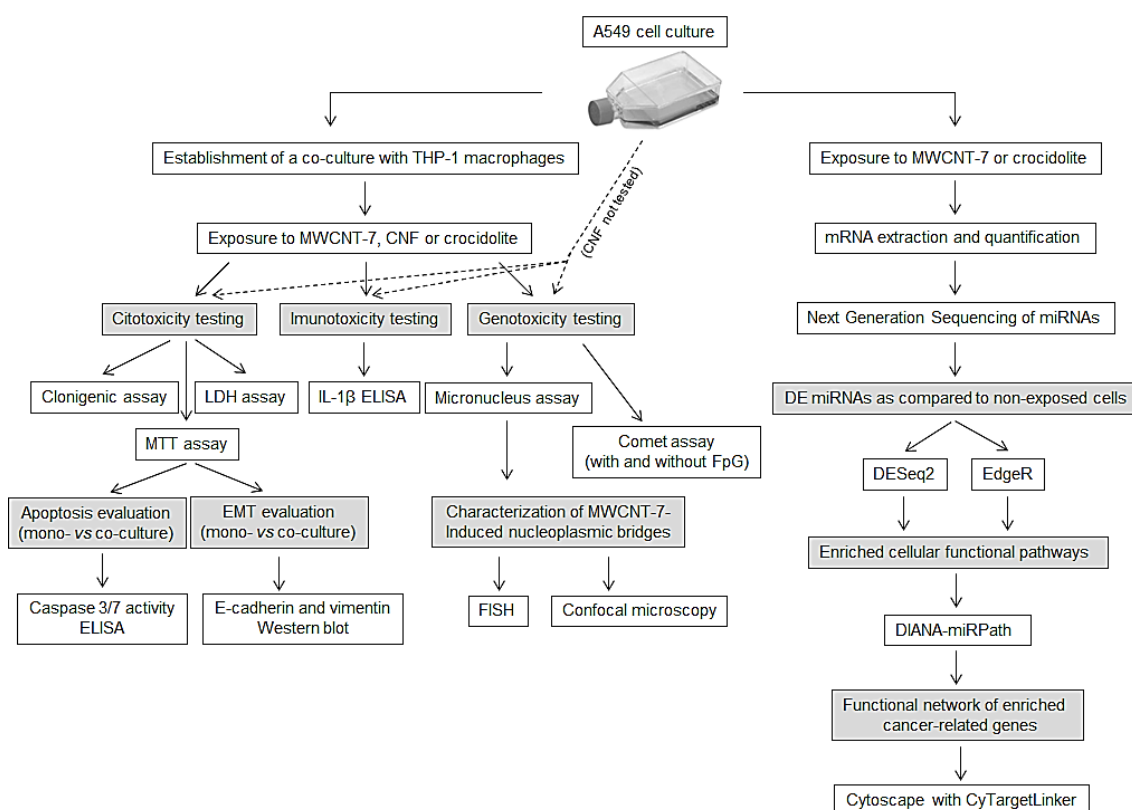 A549 cell culture
Establishment of a co-culture with THP-1 macrophages
Exposure to MWCNT-7 or crocidolite
(CNF not tested)
Exposure to MWCNT-7, CNF or crocidolite
mRNA extraction and quantification
Citotoxicity testing
Imunotoxicity testing
Genotoxicity testing
Next Generation Sequencing of miRNAs
Clonigenic assay
LDH assay
IL-1β ELISA
Micronucleus assay
DE miRNAs as compared to non-exposed cells
MTT assay
Comet assay
(with and without FpG)
DESeq2
EdgeR
Apoptosis evaluation
(mono- vs co-culture)
EMT evaluation
(mono- vs co-culture)
Characterization of MWCNT-7-
Induced nucleoplasmic bridges
Enriched cellular functional pathways
Caspase 3/7 activity
ELISA
E-cadherin and vimentin
Western blot
FISH
Confocal microscopy
DIANA-miRPath
Functional network of enriched
cancer-related genes
Cytoscape with CyTargetLinker